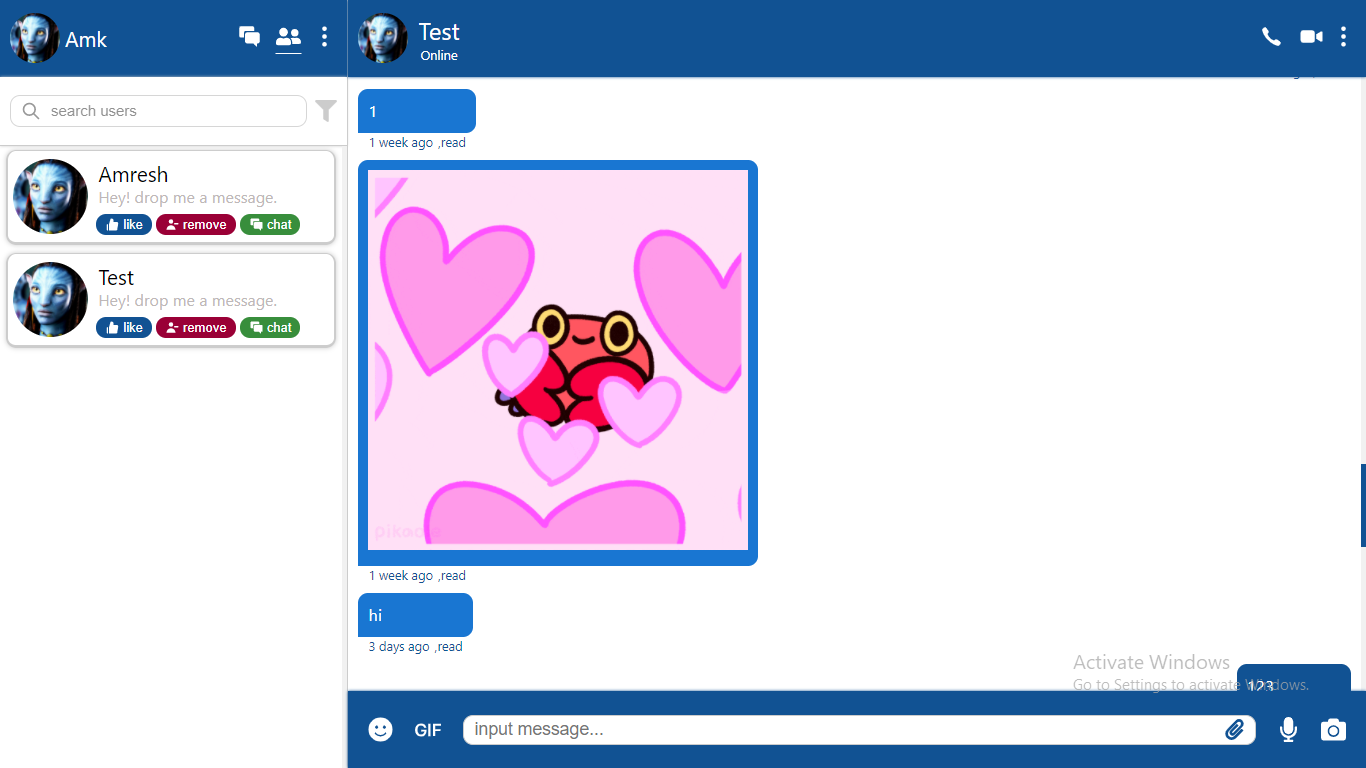 Amk
search users
Amresh
Hey! drop me a message.
like remove chat
Test
Hey! drop me a message.
like remove chat
Test
Online
1
1 week ago ,read
1 week ago ,read
hi
3 days ago ,read
123
Activate Windows
Go to Settings to activate Windows.
GIF
input message...